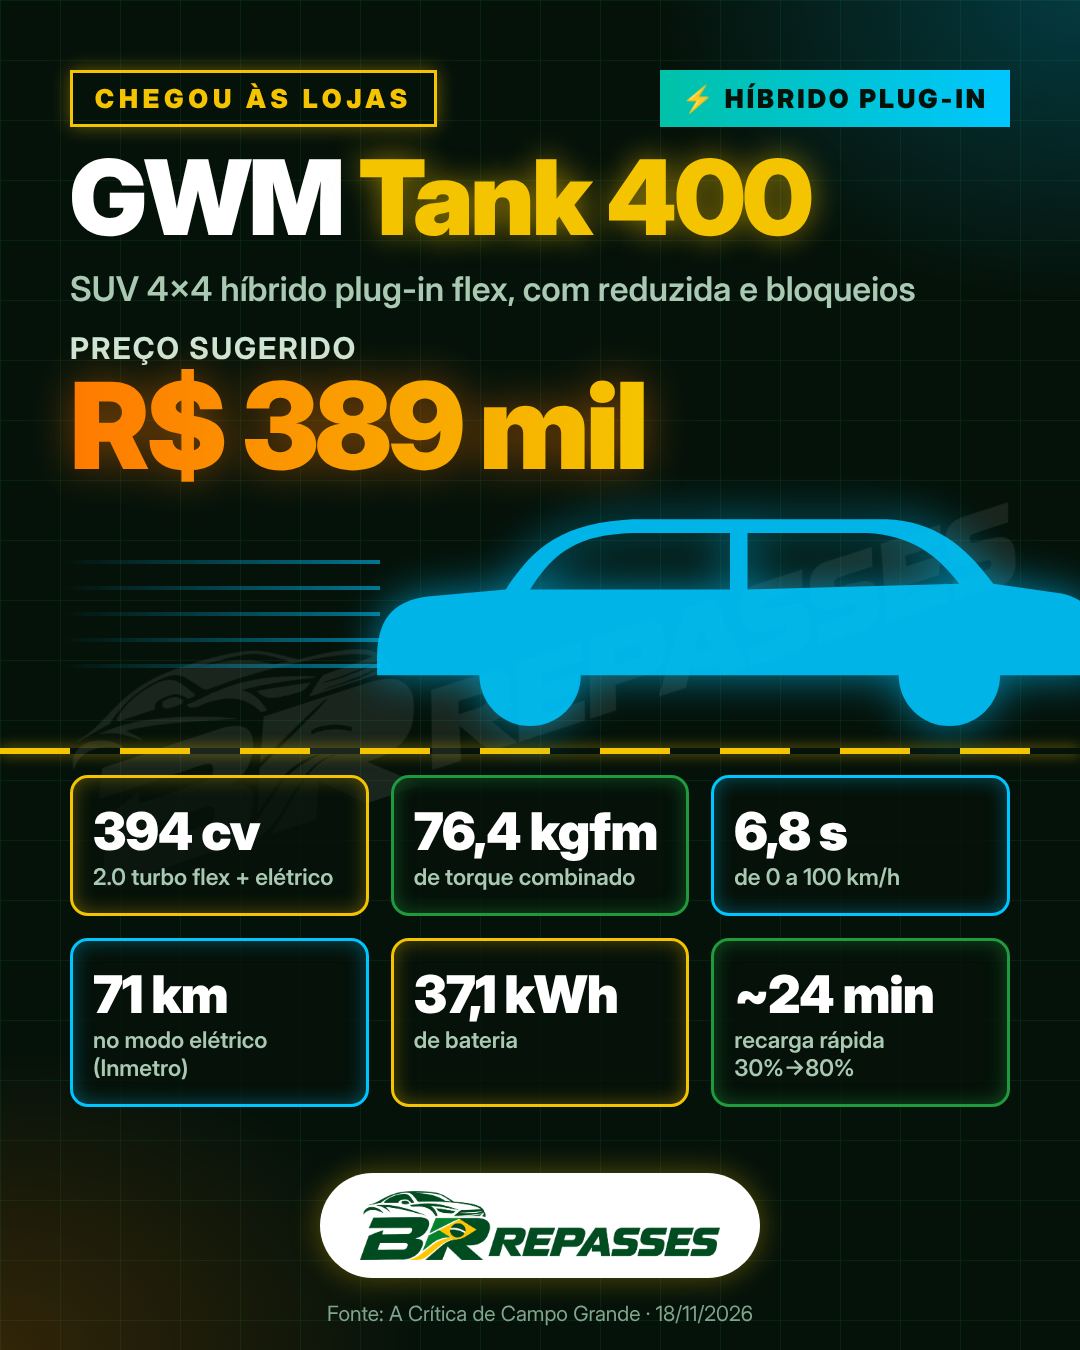 CHEGOU ÀS LOJAS
⚡ HÍBRIDO PLUG-IN
GWM Tank 400
SUV 4×4 híbrido plug-in flex, com reduzida e bloqueios
PREÇO SUGERIDO
R$ 389 mil
BR REPASSES
394 cv
2.0 turbo flex + elétrico
76,4 kgfm
de torque combinado
6,8 s
de 0 a 100 km/h
71 km
no modo elétrico
(Inmetro)
37,1 kWh
de bateria
~24 min
recarga rápida
30%→80%
BR REPASSES
Fonte: A Crítica de Campo Grande · 18/11/2026